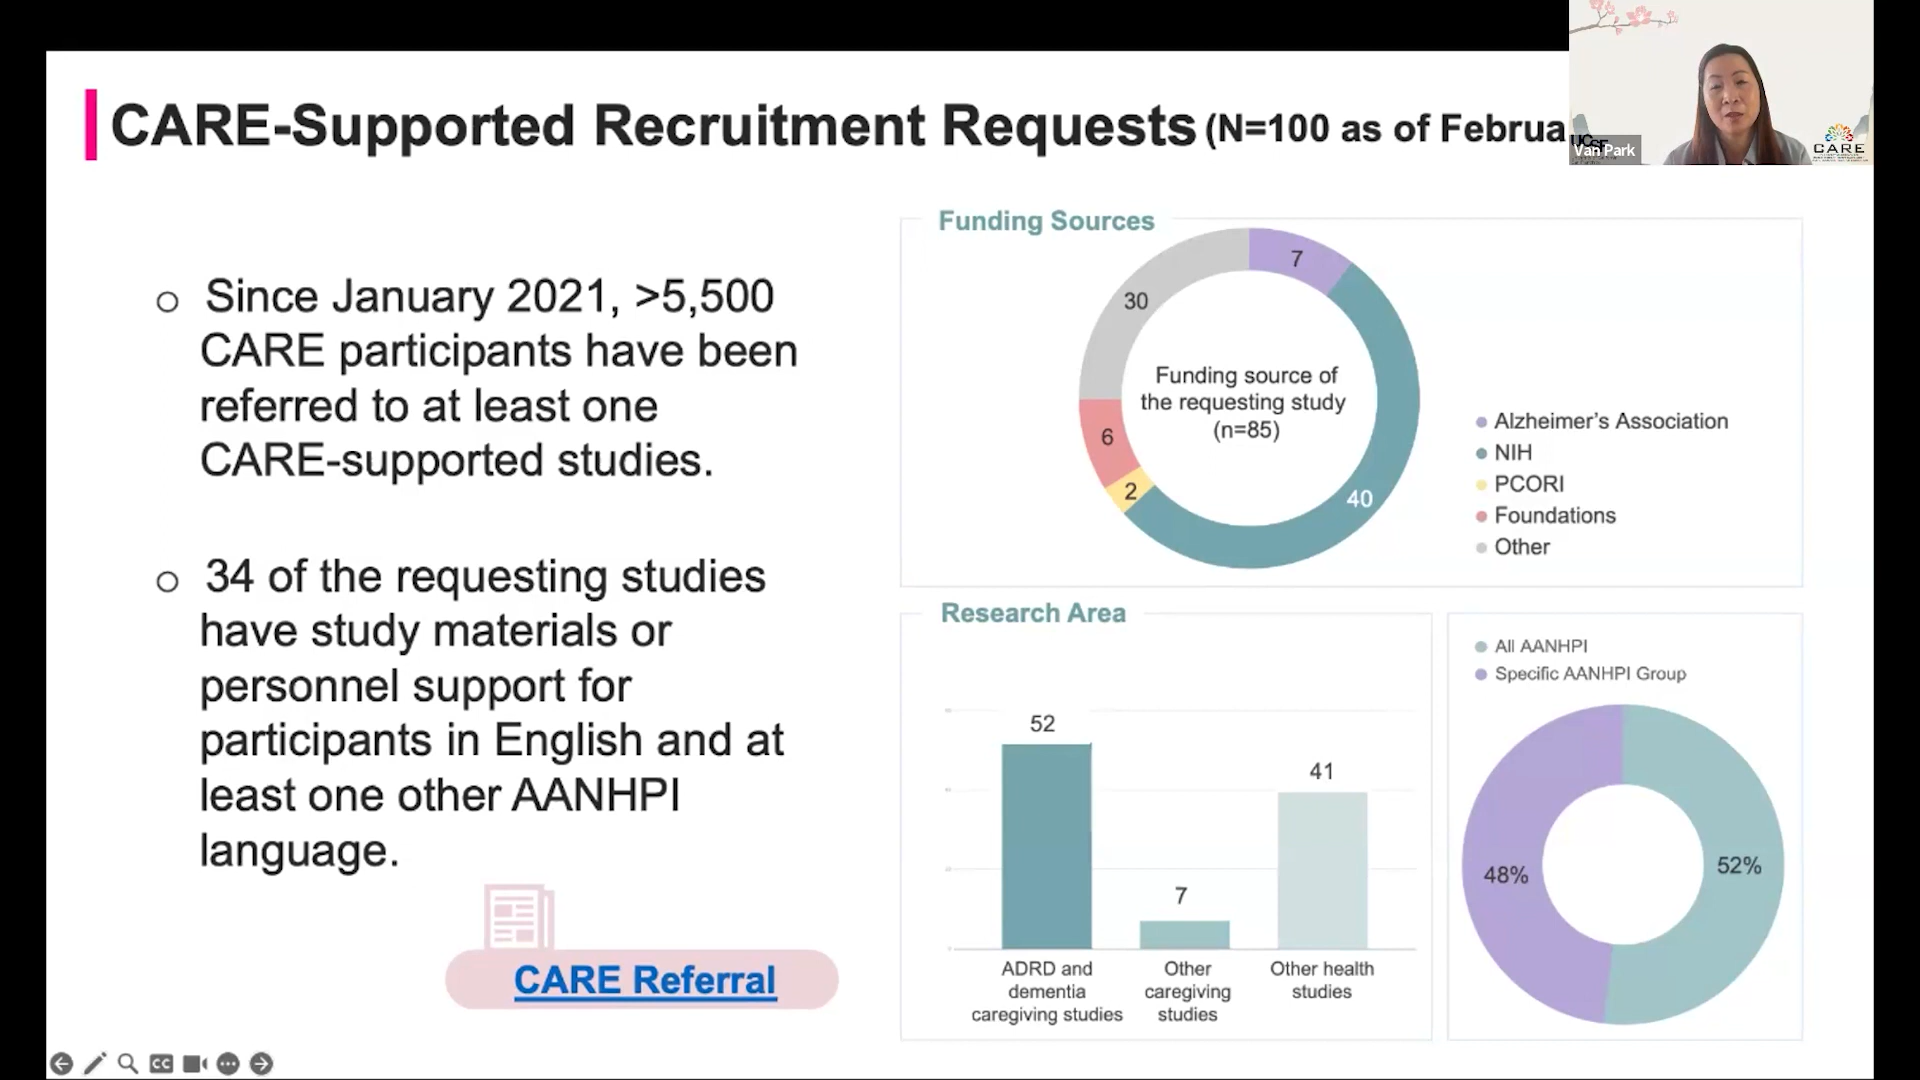 CARE-Supported Recruitment Requests (N=100 as of Februa
Van Park
UCSF
CARE
Since January 2021, >5,500
CARE participants have been
referred to at least one
CARE-supported studies.
34 of the requesting studies
have study materials or
personnel support for
participants in English and at
least one other AANHPI
language.
CARE Referral
Funding Sources
7
30
6
2
40
Funding source of
the requesting study
(n=85)
Alzheimer's Association
NIH
PCORI
Foundations
Other
Research Area
52
7
41
ADRD and
dementia
caregiving studies
Other
caregiving
studies
Other health
studies
All AANHPI
Specific AANHPI Group
48%
52%
CC